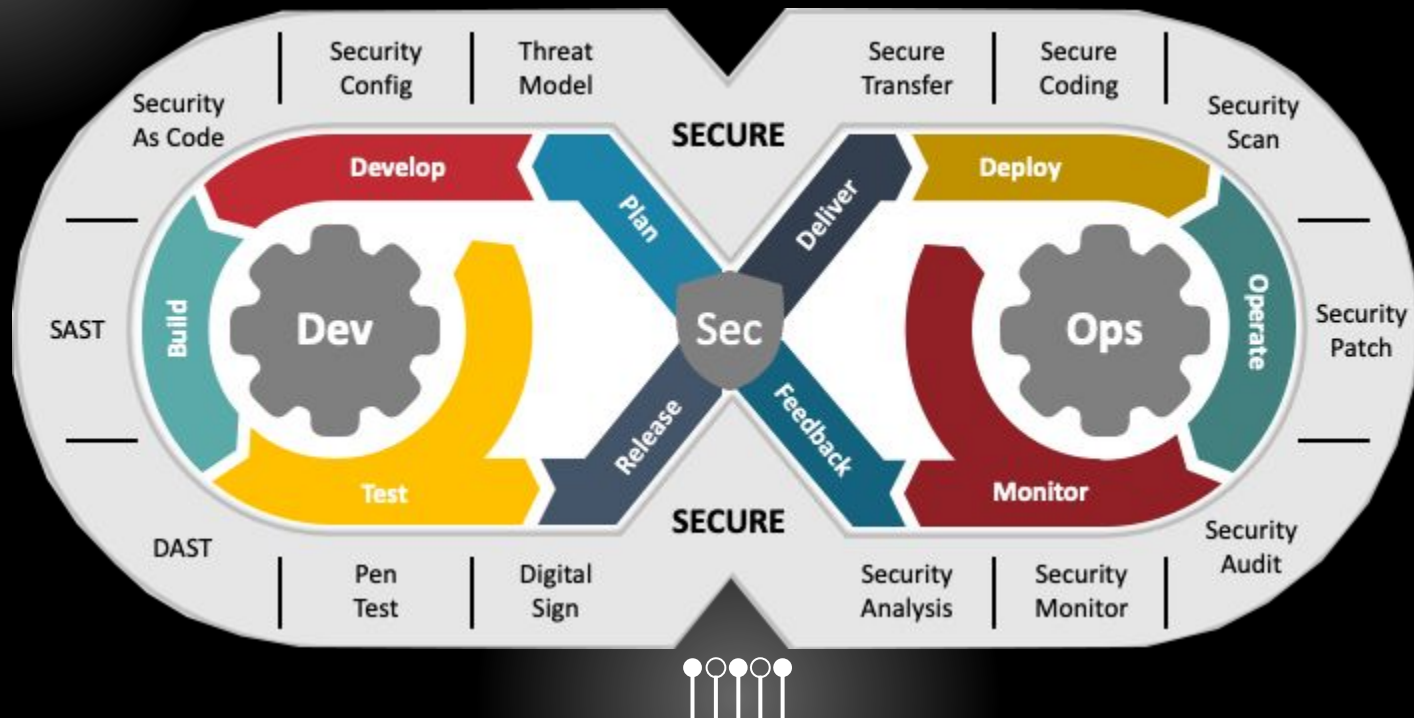 Security
Config
Threat
Model
Secure
Transfer
Secure
Coding
Security
As Code
SECURE
Security
Scan
Develop
Plan
Deliver
Deploy
SAST
Build
Dev
Sec
Ops
Operate
Security
Patch
Test
Release
Feedback
Monitor
DAST
SECURE
Security
Audit
Pen
Test
Digital
Sign
Security
Analysis
Security
Monitor